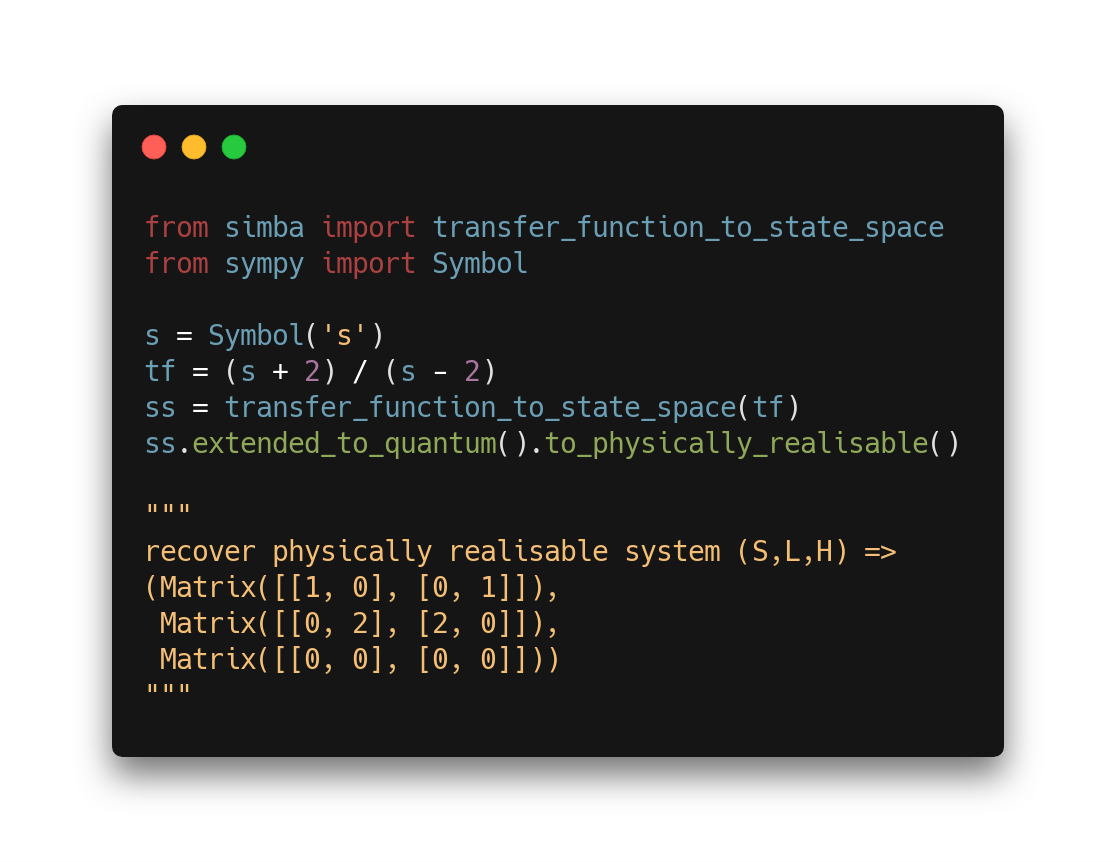 from simba import transfer_function_to_state_space
from sympy import Symbol
s = Symbol('s')
tf = (s + 2) / (s - 2)
ss = transfer_function_to_state_space(tf)
ss.extended_to_quantum().to_physically_realisable()
"""
recover physically realisable system (S,L,H) =>
(Matrix([[1, 0], [0, 1]]),
 Matrix([[0, 2], [2, 0]]),
 Matrix([[0, 0], [0, 0]]))
"""